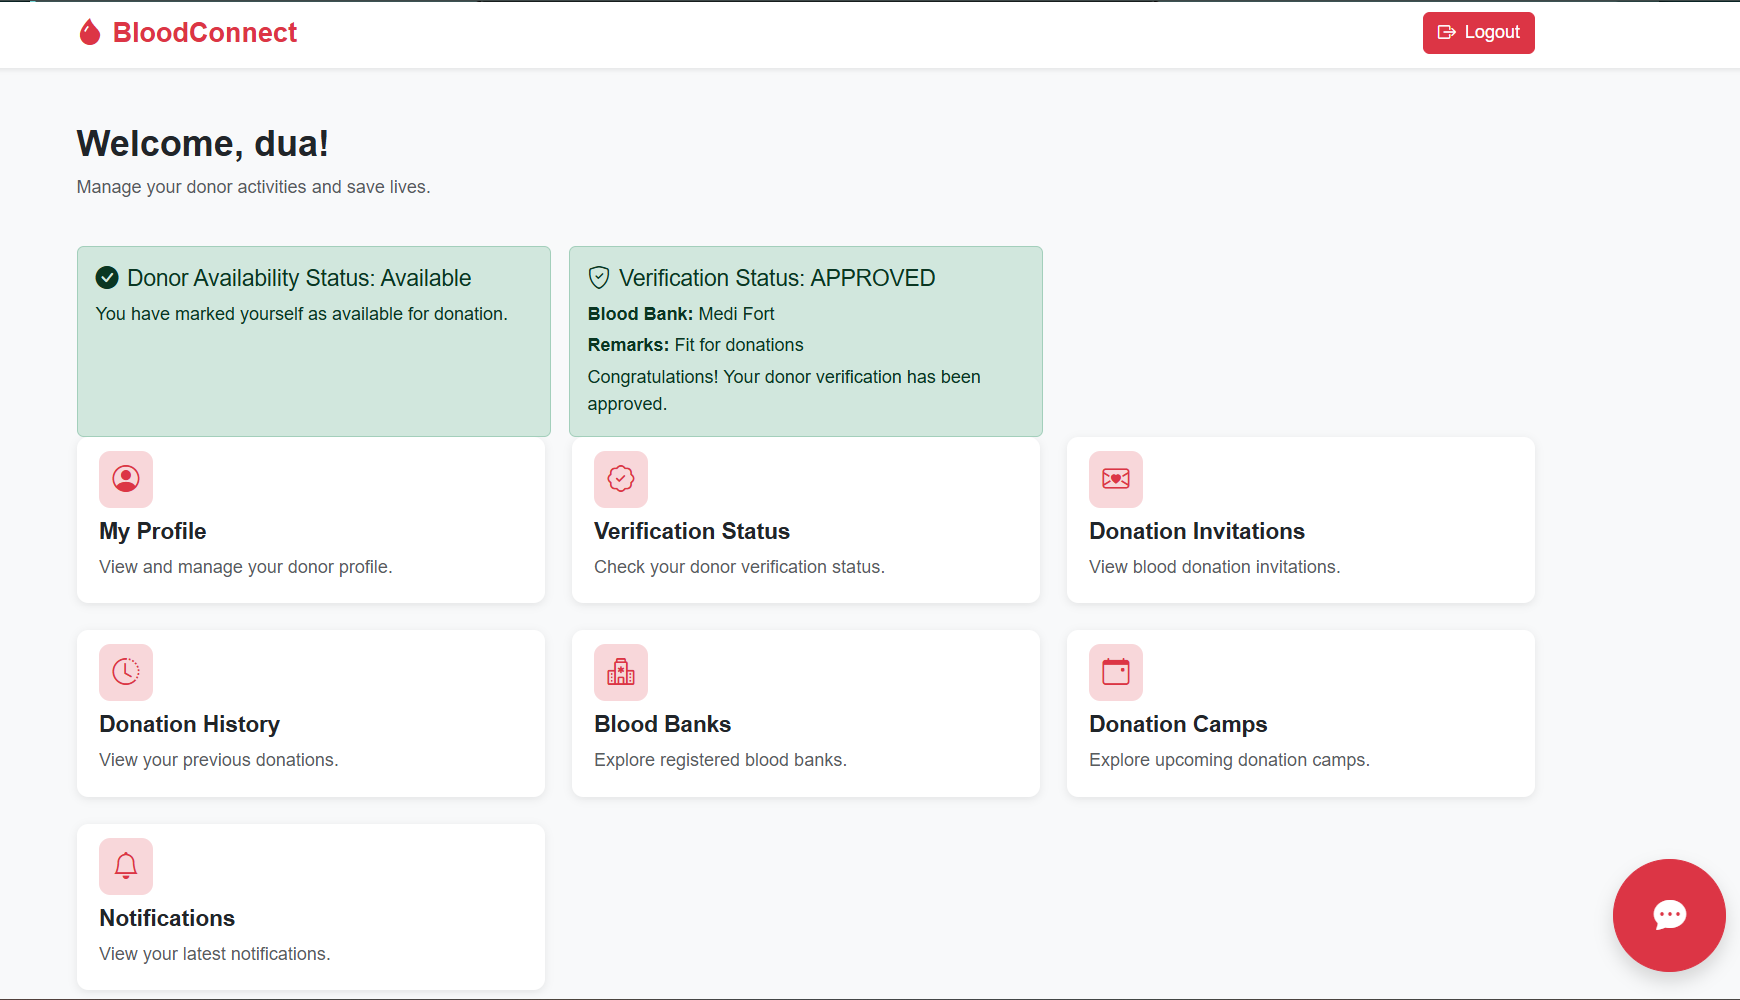 BloodConnect
Logout
Welcome, dua!
Manage your donor activities and save lives.
Donor Availability Status: Available
You have marked yourself as available for donation.
Verification Status: APPROVED
Blood Bank: Medi Fort
Remarks: Fit for donations
Congratulations! Your donor verification has been
approved.
My Profile
View and manage your donor profile.
Verification Status
Check your donor verification status.
Donation Invitations
View blood donation invitations.
Donation History
View your previous donations.
Blood Banks
Explore registered blood banks.
Donation Camps
Explore upcoming donation camps.
Notifications
View your latest notifications.